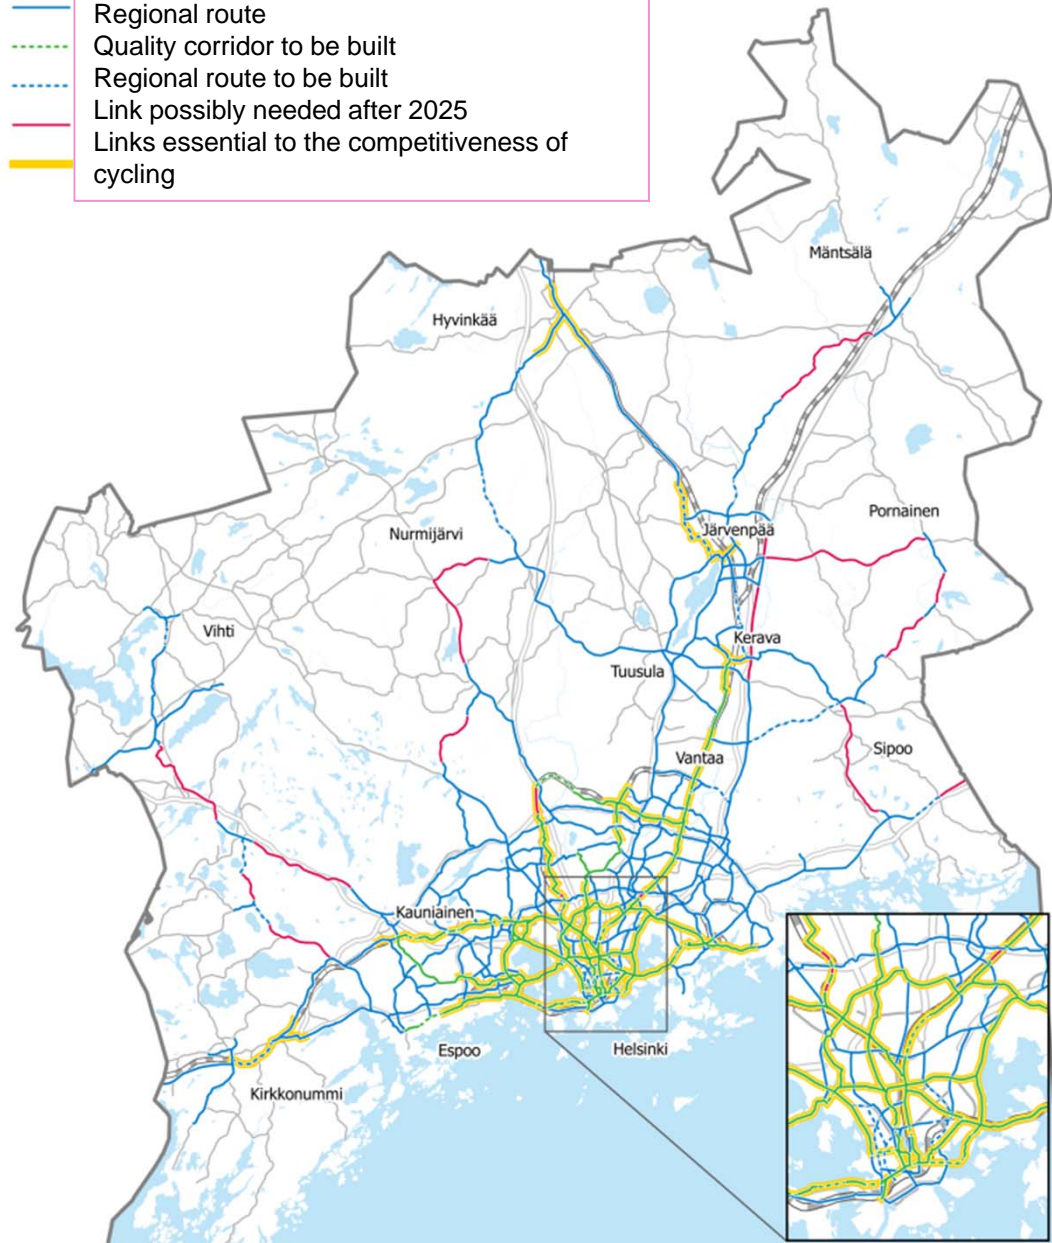 Regional route
Quality corridor to be built
Regional route to be built
Link possibly needed after 2025
Links essential to the competitiveness of
cycling
Mäntsälä
Hyvinkää
Pornainen
Järvenpää
Nurmijärvi
Vihti
Kerava
Tuusula
Sipoo
Vantaa
Kauniainen
Espoo
Helsinki
Kirkkonummi